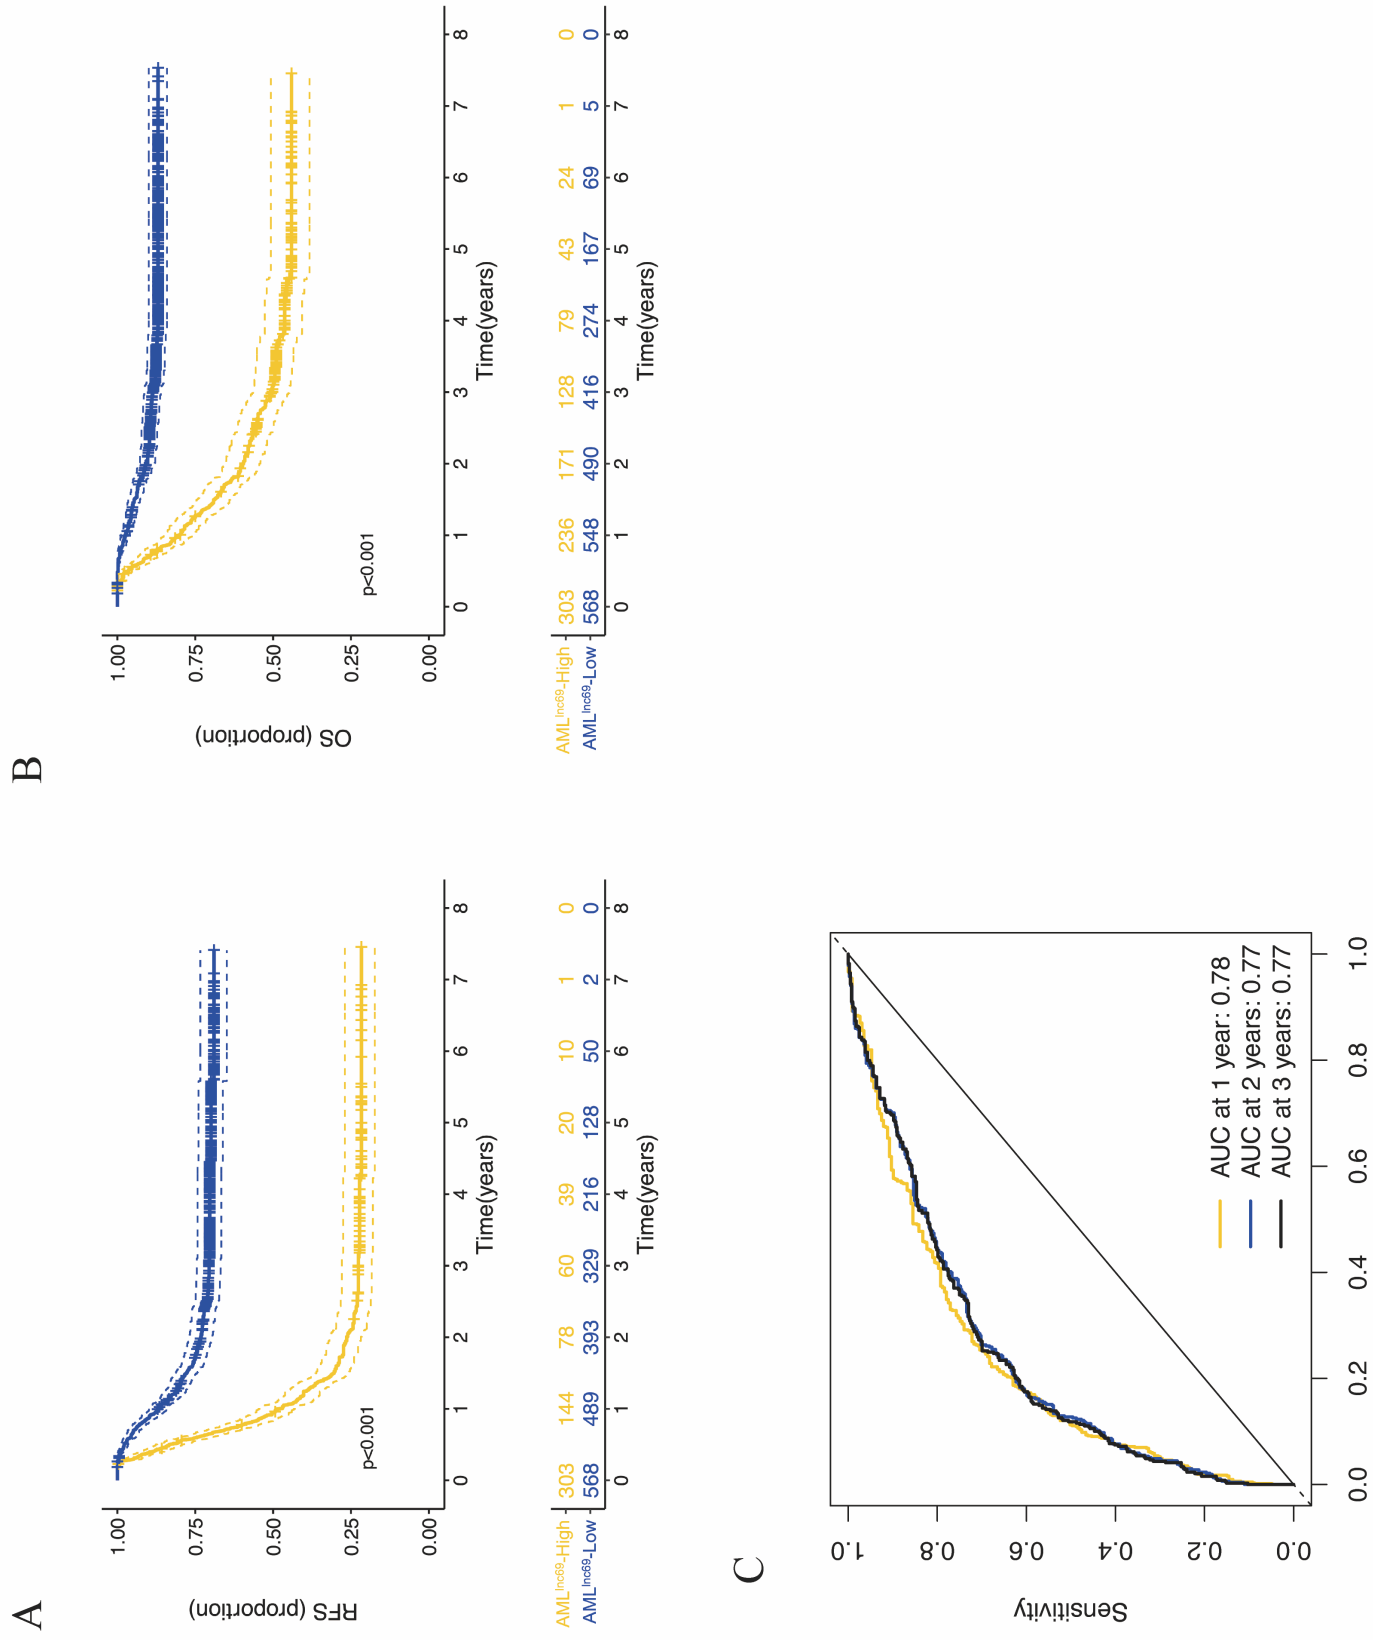 A
RFS (proportion)
1.00
0.75
0.50
0.25
0.00
p<0.001
0 1 2 3 4 5 6 7 8
Time(years)
AMLlnc69-High 303 144 78 60 39 20 10 1 0
AMLlnc69-Low 568 489 393 329 216 128 50 2 0
0 1 2 3 4 5 6 7 8
Time(years)
B
OS (proportion)
1.00
0.75
0.50
0.25
0.00
p<0.001
0 1 2 3 4 5 6 7 8
Time(years)
AMLlnc69-High 303 236 171 128 79 43 24 1 0
AMLlnc69-Low 568 548 490 416 274 167 69 5 0
0 1 2 3 4 5 6 7 8
Time(years)
C
Sensitivity
1.0
0.8
0.6
0.4
0.2
0.0
AUC at 1 year: 0.78
AUC at 2 years: 0.77
AUC at 3 years: 0.77
0.0 0.2 0.4 0.6 0.8 1.0